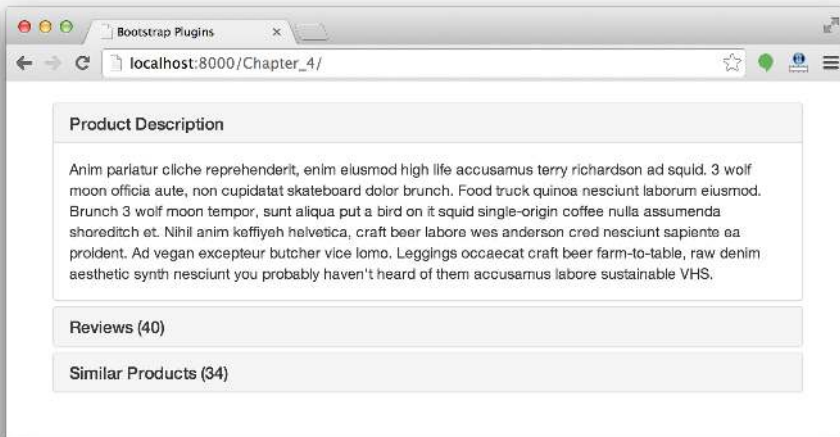 Bootstrap Plugins
localhost:8000/Chapter_4/
Product Description
Anim pariatur cliche reprehenderit, enim eiusmod high life accusamus terry richardson ad squid. 3 wolf
moon officia aute, non cupidatat skateboard dolor brunch. Food truck quinoa nesciunt laborum eiusmod.
Brunch 3 wolf moon tempor, sunt aliqua put a bird on it squid single-origin coffee nulla assumenda
shoreditch et. Nihil anim keffiyeh helvetica, craft beer labore wes anderson cred nesciunt sapiente ea
proident. Ad vegan excepteur butcher vice lomo. Leggings occaecat craft beer farm-to-table, raw denim
aesthetic synth nesciunt you probably haven't heard of them accusamus labore sustainable VHS.
Reviews (40)
Similar Products (34)